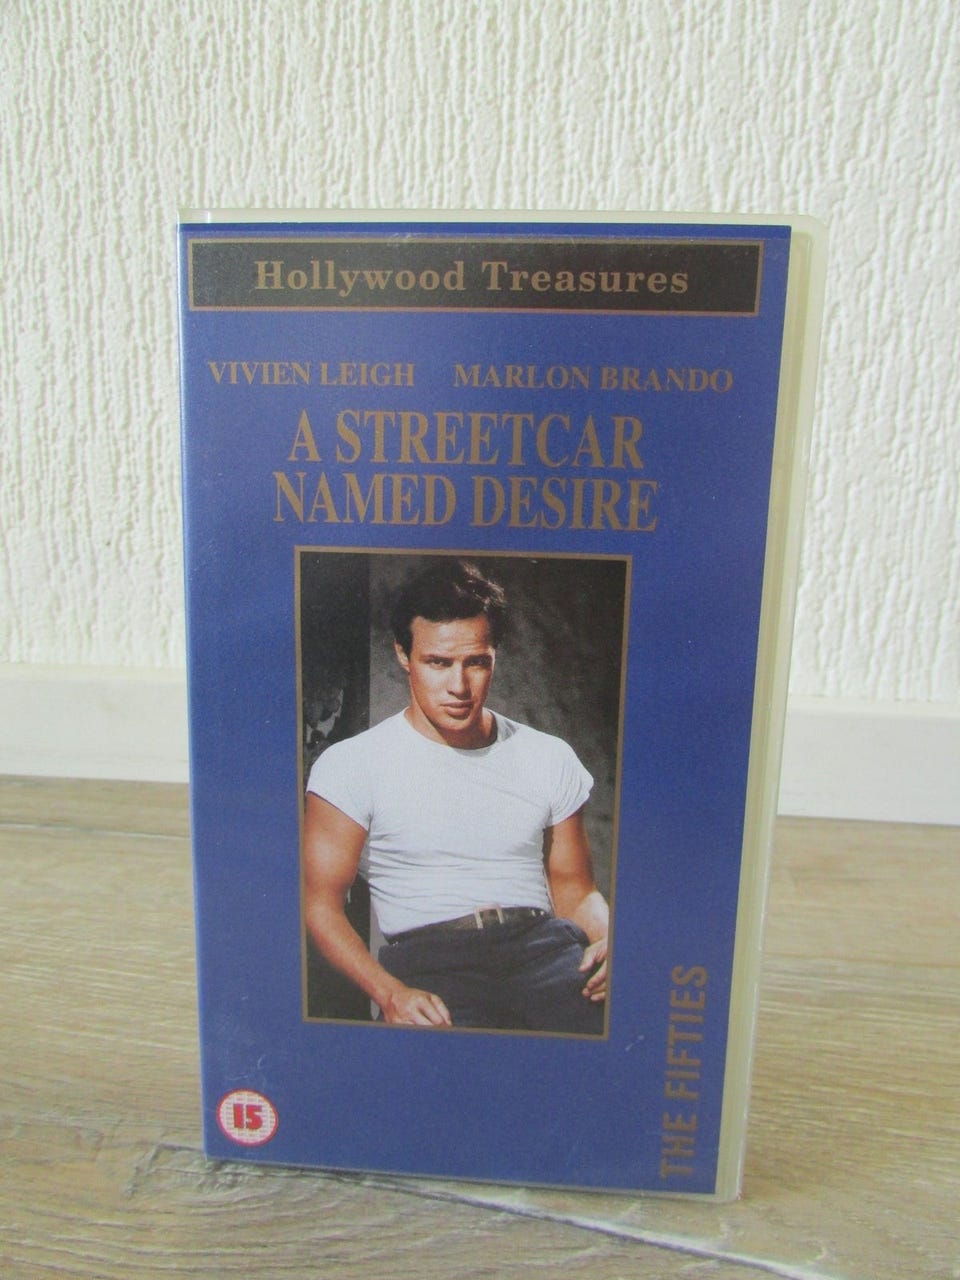 Hollywood Treasures
VIVIEN LEIGH MARLON BRANDO
A STREETCAR
NAMED DESIRE
THE FIFTIES
15